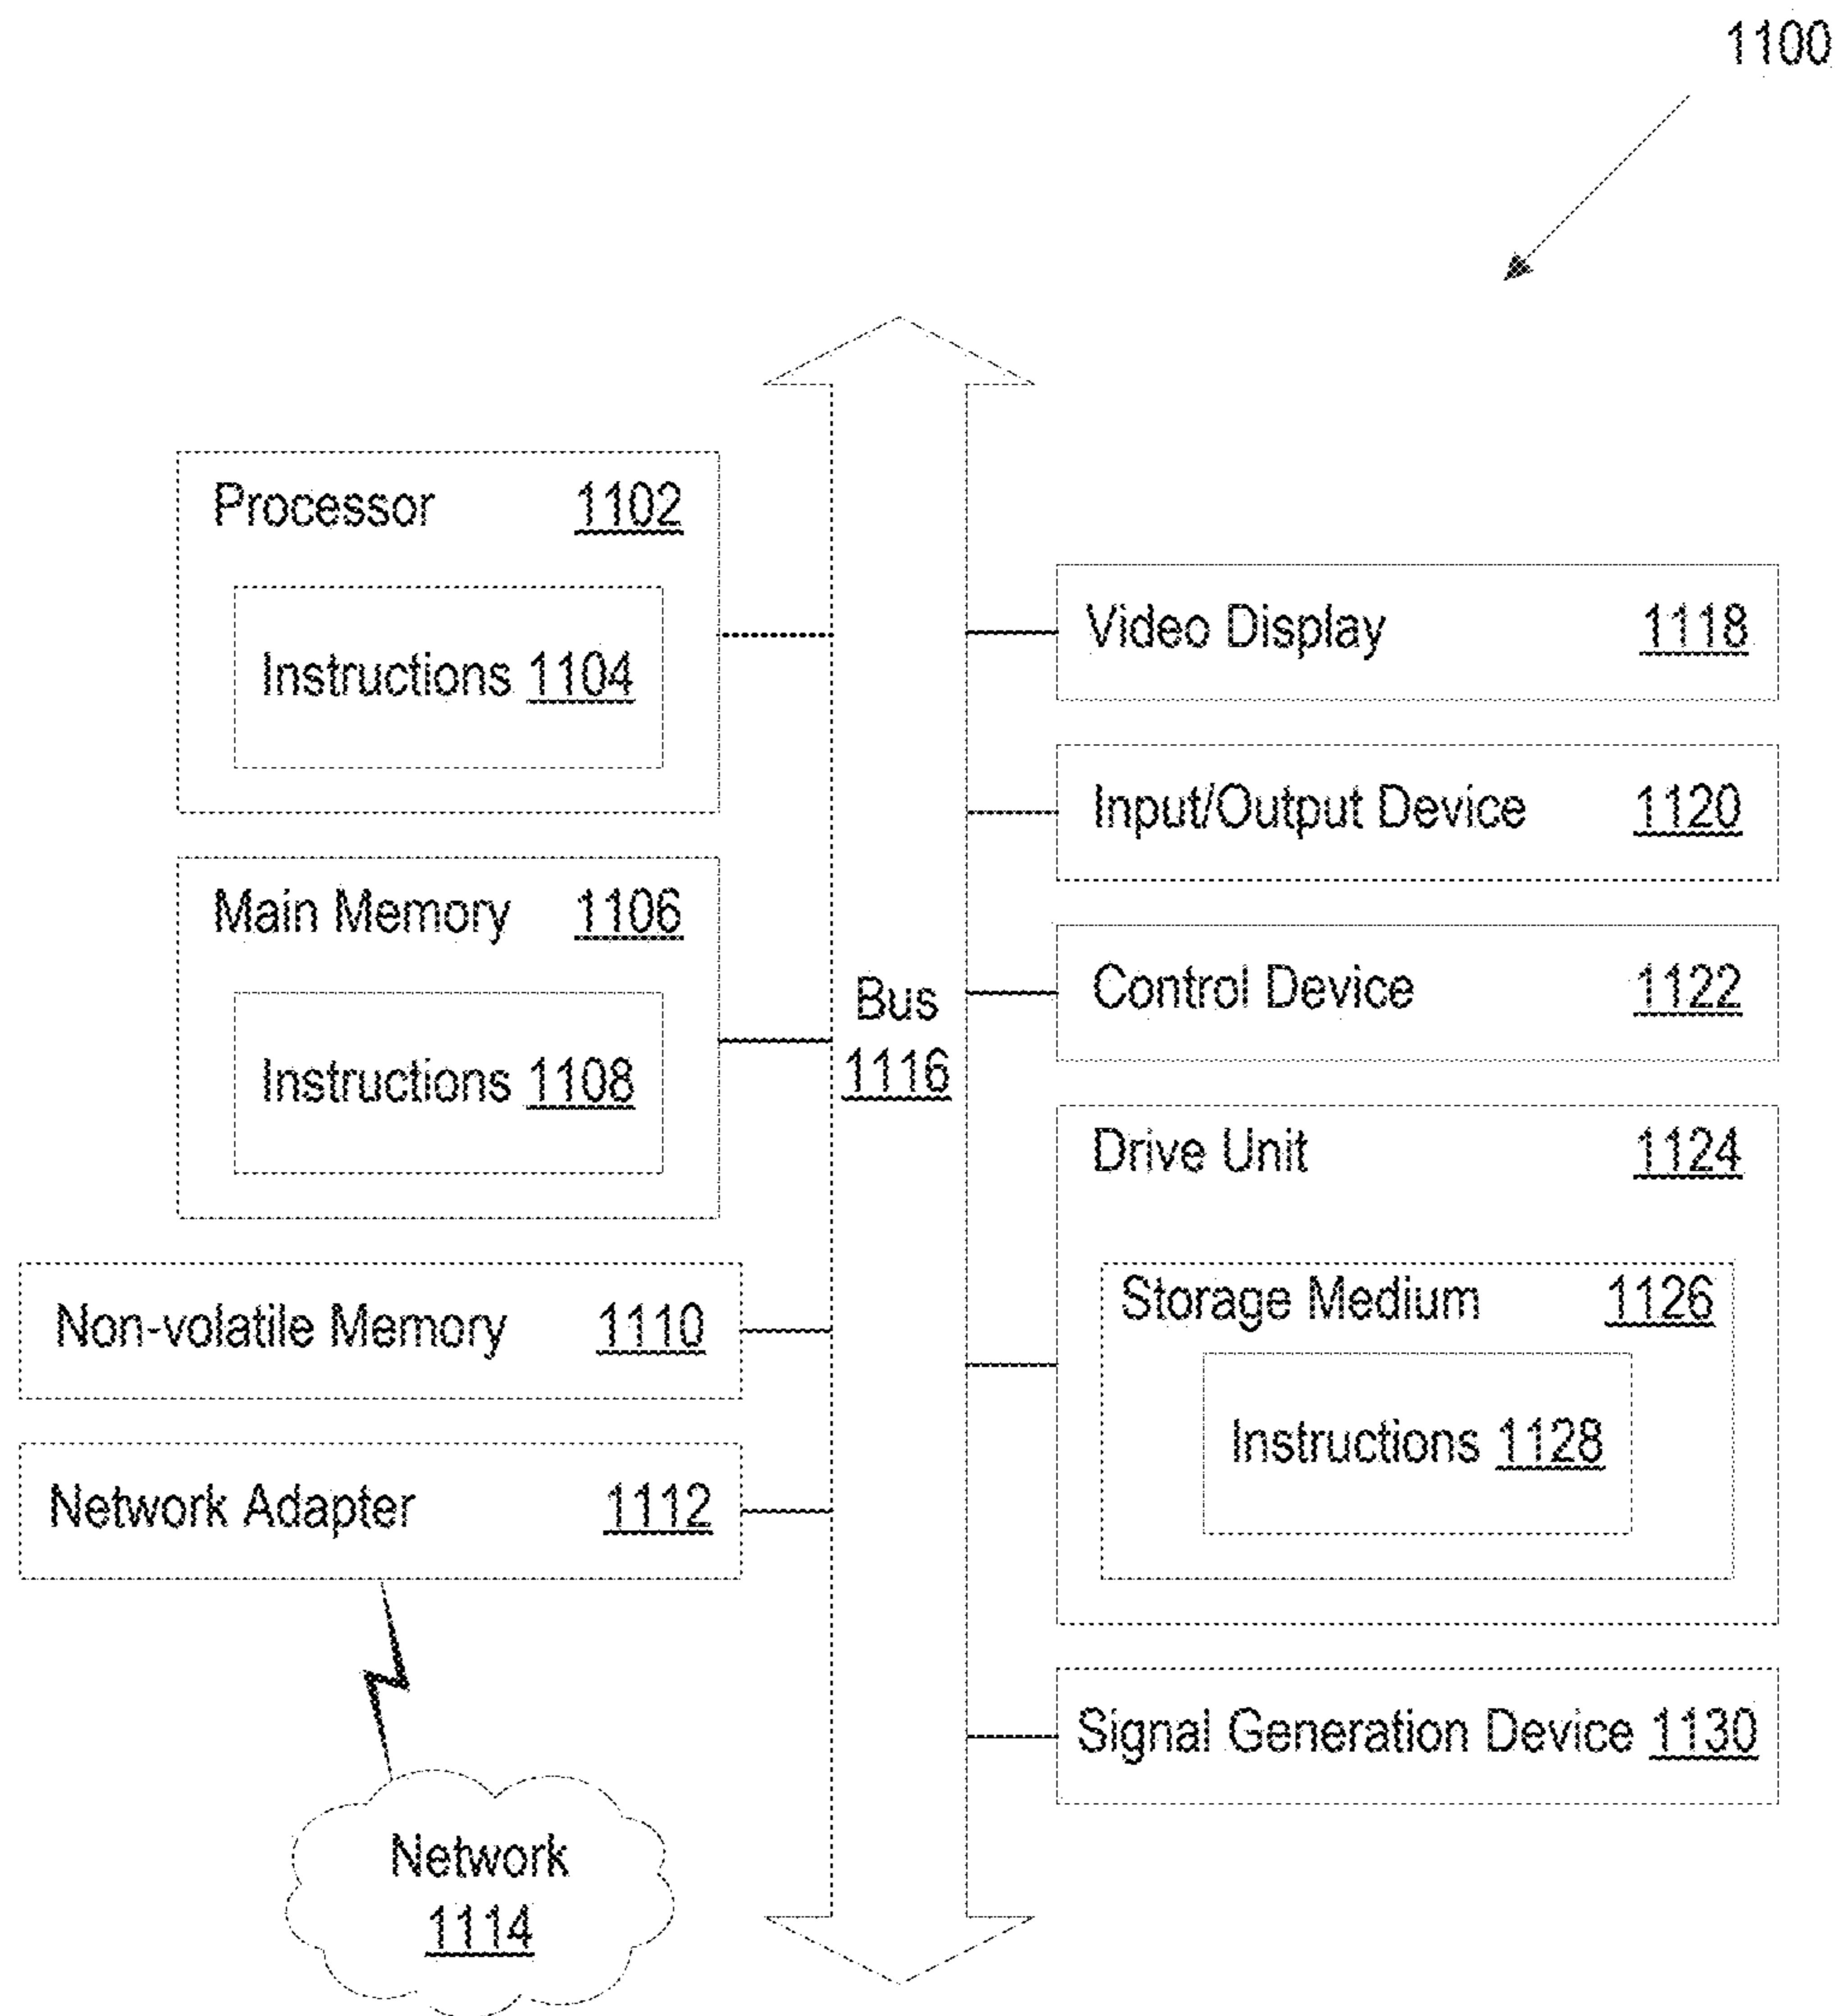 1100
Processor 1102
Instructions 1104
Main Memory 1106
Instructions 1108
Non-volatile Memory 1110
Network Adapter 1112
Network
1114
Bus
1116
Video Display 1118
Input/Output Device 1120
Control Device 1122
Drive Unit 1124
Storage Medium 1126
Instructions 1128
Signal Generation Device 1130